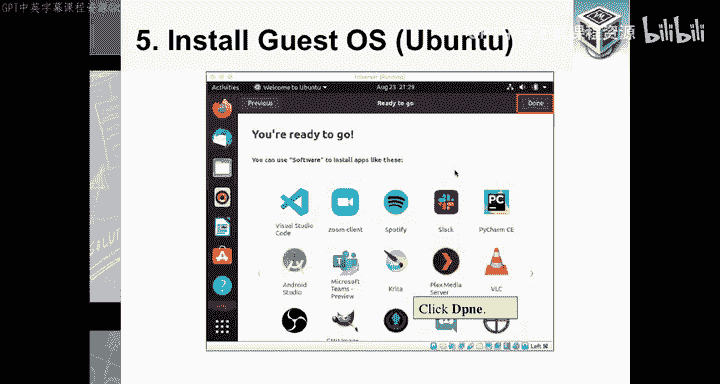 GPT中英字幕课程资源
bilibili
5. Install Guest OS (Ubuntu)
Activities
Welcome to Ubuntu
Aug 23 21:29
Previous
Ready to go
Done
You're ready to go!
You can use "Software" to install apps like these:
Visual Studio Code
zoom-client
Spotify
Slack
PyCharm CE
Android Studio
Microsoft Teams - Preview
Krita
Plex Media Server
VLC
Click Dpne.
Left ⌘